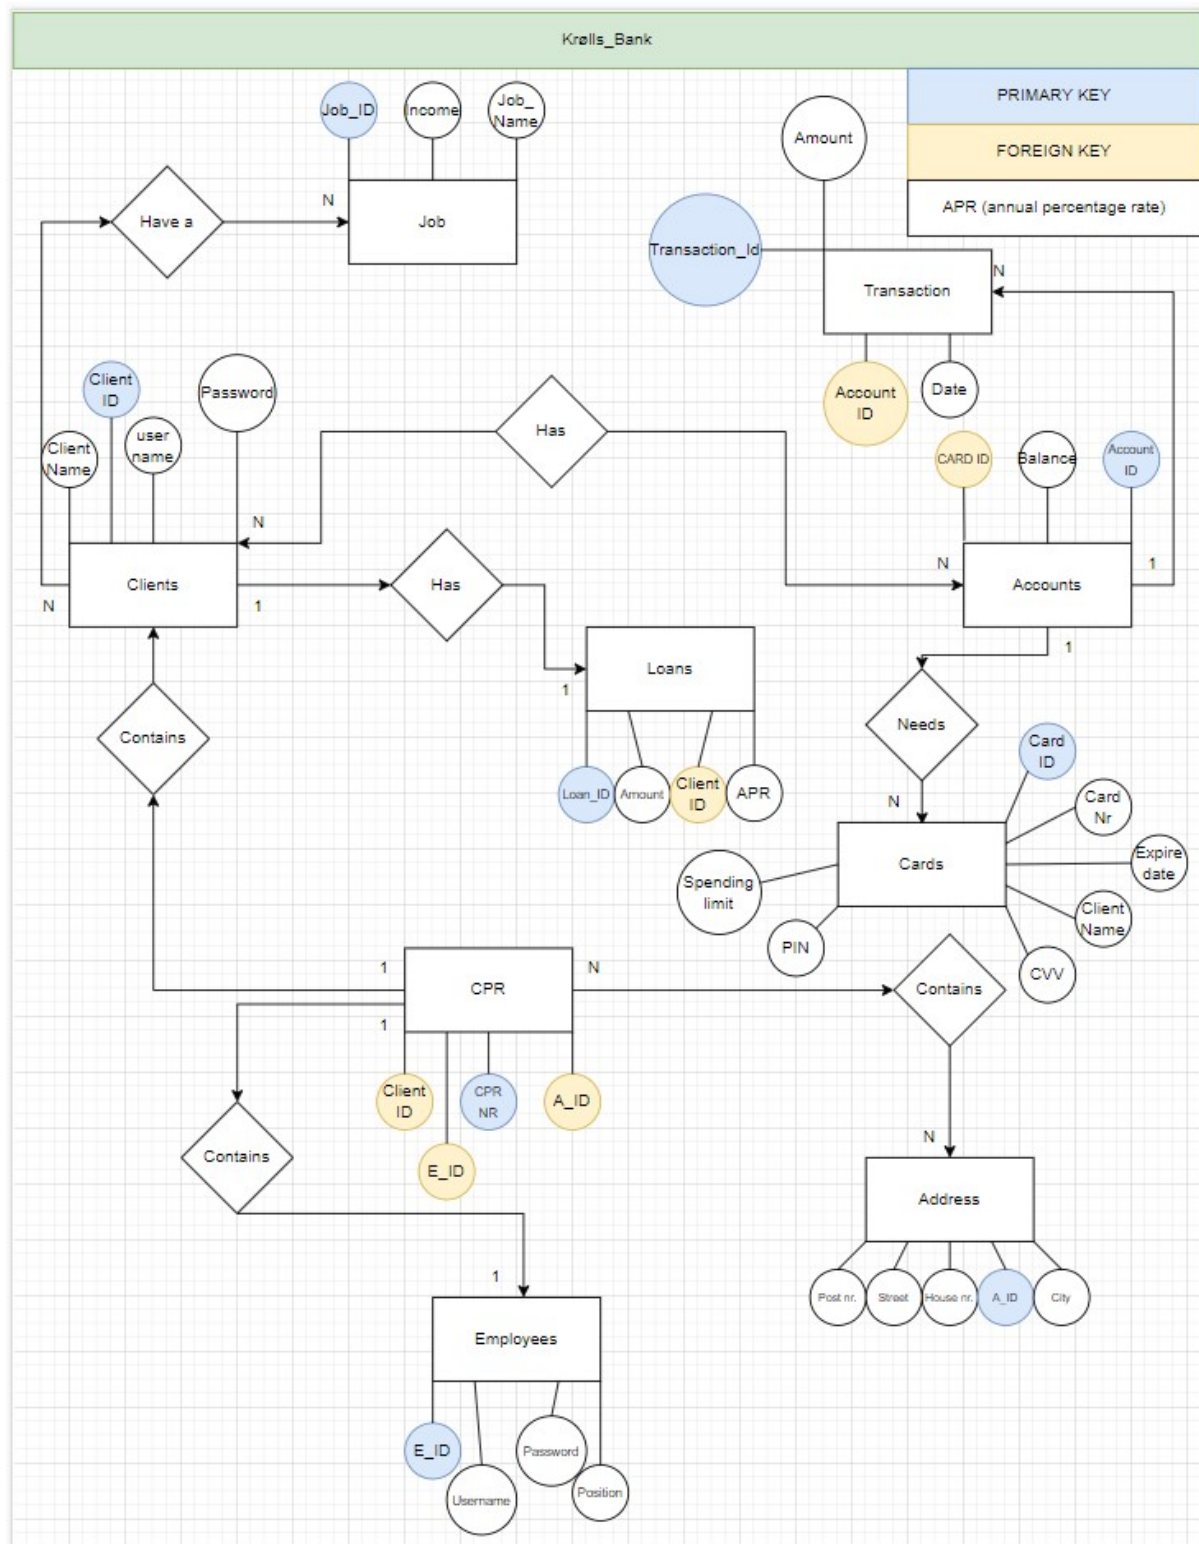 Krølls_Bank
PRIMARY KEY
FOREIGN KEY
APR (annual percentage rate)
Job_ID
Income
Job_
Name
Amount
Have a
N
Job
Transaction_Id
N
Transaction
Client
ID
Password
Account
ID
Date
Client
Name
user
name
Has
CARD ID
Balance
Account
ID
N
Clients
N
1
Has
N
Accounts
1
1
Loans
1
Contains
Needs
Card
ID
Loan_ID
Amount
Client
ID
APR
N
Card
Nr
Cards
Expire
date
Spending
limit
Client
Name
PIN
CVV
1
N
CPR
1
Contains
Client
ID
CPR
NR
A_ID
E_ID
Contains
N
Address
1
Post nr.
Street
House nr.
A_ID
City
Employees
E_ID
Password
Username
Position